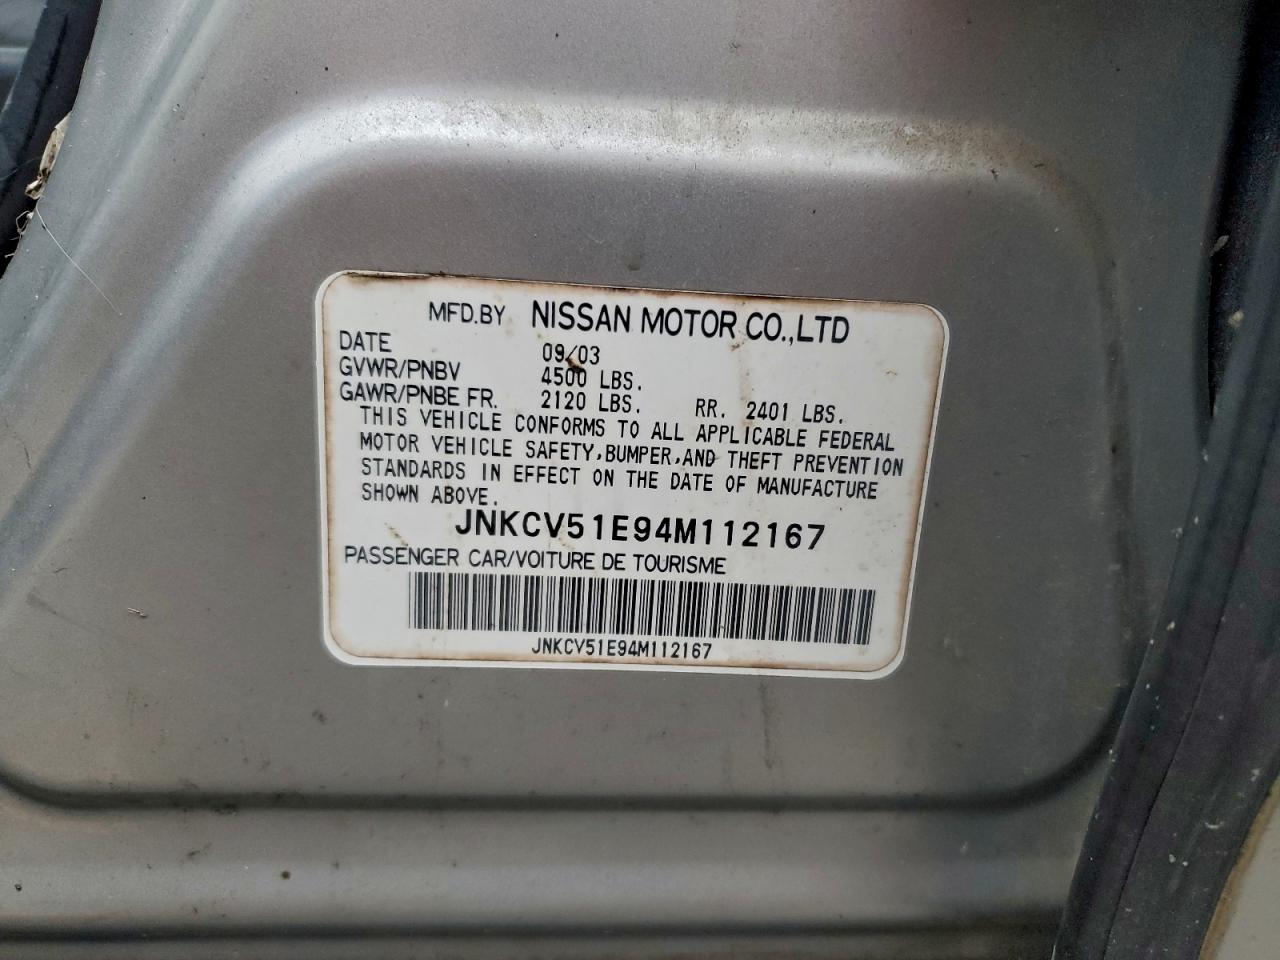 MFD.BY NISSAN MOTOR CO.,LTD
DATE 09/03
GVWR/PNBV 4500 LBS.
GAWR/PNBE FR. 2120 LBS. RR. 2401 LBS.
THIS VEHICLE CONFORMS TO ALL APPLICABLE FEDERAL
MOTOR VEHICLE SAFETY,BUMPER,AND THEFT PREVENTION
STANDARDS IN EFFECT ON THE DATE OF MANUFACTURE
SHOWN ABOVE.
JNKCV51E94M112167
PASSENGER CAR/VOITURE DE TOURISME
JNKCV51E94M112167